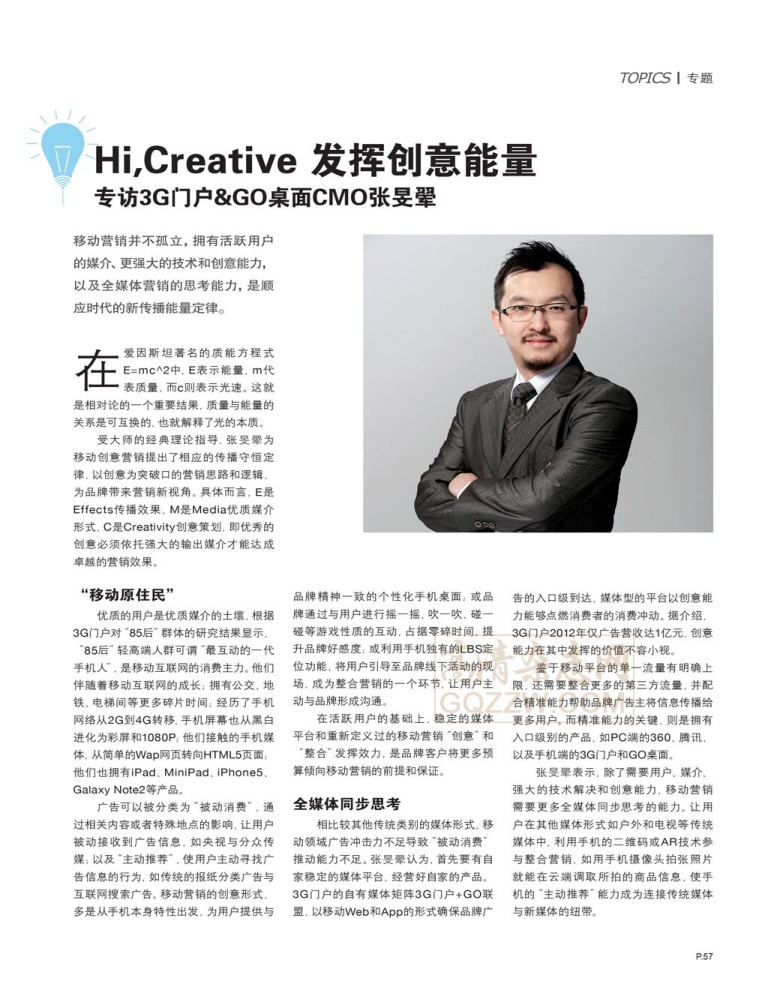 TOPICS | 专题
Hi,Creative 发挥创意能量
专访3G门户&GO桌面CMO张旻翚
移动营销并不孤立，拥有活跃用户
的媒介、更强大的技术和创意能力，
以及全媒体营销的思考能力，是顺
应时代的新传播能量定律。
在爱因斯坦著名的质能方程式
E=mc^2中，E表示能量，m代
表质量，而c则表示光速。这就
是相对论的一个重要结果，质量与能量的
关系是可互换的，也就解释了光的本质。
受大师的经典理论指导，张旻翚为
移动创意营销提出了相应的传播守恒定
律，以创意为突破口的营销思路和逻辑，
为品牌带来营销新视角。具体而言，E是
Effects传播效果，M是Media优质媒介
形式，C是Creativity创意策划，即优秀的
创意必须依托强大的输出媒介才能达成
卓越的营销效果。
“移动原住民”
优质的用户是优质媒介的土壤，根据
3G门户对“85后”群体的研究结果显示，
“85后”轻高端人群可谓“最互动的一代
手机人”，是移动互联网的消费主力。他们
伴随着移动互联网的成长；拥有公交、地
铁、电梯间等更多碎片时间；经历了手机
网络从2G到4G转移，手机屏幕也从黑白
进化为彩屏和1080P；他们接触的手机媒
体，从简单的Wap网页转向HTML5页面；
他们也拥有iPad、MiniPad、iPhone5、
Galaxy Note2等产品。
广告可以被分类为“被动消费”，通
过相关内容或者特殊地点的影响，让用户
被动接收到广告信息，如央视与分众传
媒；以及“主动推荐”，使用户主动寻找广
告信息的行为，如传统的报纸分类广告与
互联网搜索广告。移动营销的创意形式，
多是从手机本身特性出发，为用户提供与
品牌精神一致的个性化手机桌面；或品
牌通过与用户进行摇一摇、吹一吹、碰一
碰等游戏性质的互动，占据零碎时间，提
升品牌好感度；或利用手机独有的LBS定
位功能，将用户引导至品牌线下活动的现
场，成为整合营销的一个环节，让用户主
动与品牌形成沟通。
在活跃用户的基础上，稳定的媒体
平台和重新定义过的移动营销“创意”和
“整合”发挥效力，是品牌客户将更多预
算倾向移动营销的前提和保证。
全媒体同步思考
相比较其他传统类别的媒体形式，移
动领域广告冲击力不足导致“被动消费”
推动能力不足。张旻翚认为，首先要有自
家稳定的媒体平台，经营好自家的产品。
3G门户的自有媒体矩阵3G门户+GO联
盟，以移动Web和App的形式确保品牌广
告的入口级到达，媒体型的平台以创意能
力能够点燃消费者的消费冲动。据介绍，
3G门户2012年仅广告营收达1亿元，创意
能力在其中发挥的价值不容小视。
鉴于移动平台的单一流量有明确上
限，还需要整合更多的第三方流量，并配
合精准能力帮助品牌广告主将信息传播给
更多用户。而精准能力的关键，则是拥有
入口级别的产品，如PC端的360、腾讯，
以及手机端的3G门户和GO桌面。
张旻翚表示，除了需要用户、媒介、
强大的技术解决和创意能力，移动营销
需要更多全媒体同步思考的能力。让用
户在其他媒体形式如户外和电视等传统
媒体中，利用手机的二维码或AR技术参
与整合营销，如用手机摄像头拍张照片
就能在云端调取所拍的商品信息，使手
机的“主动推荐”能力成为连接传统媒体
与新媒体的纽带。
GQZZW.COM
P.57